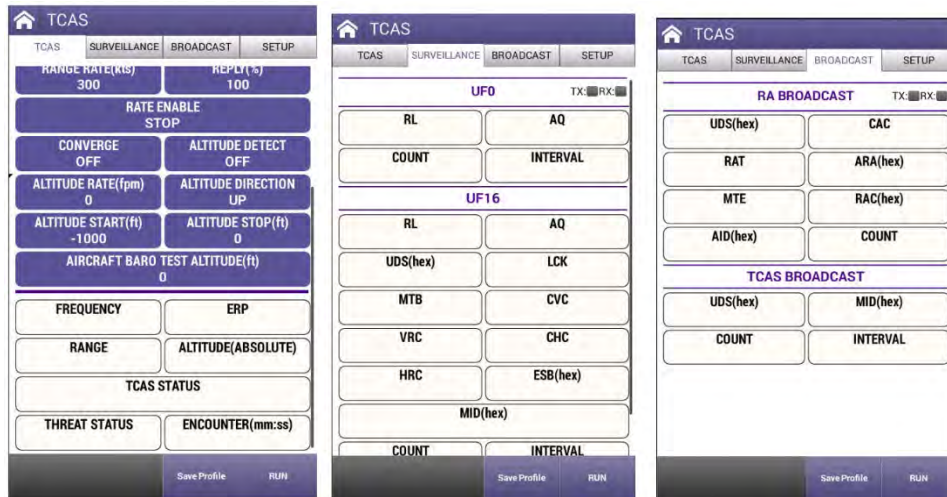 TCAS
TCAS SURVEILLANCE BROADCAST SETUP
RANGE RATE(kts) REPLY(%)
300 100
RATE ENABLE
STOP
CONVERGE ALTITUDE DETECT
OFF OFF
ALTITUDE RATE(fpm) ALTITUDE DIRECTION
0 UP
ALTITUDE START(ft) ALTITUDE STOP(ft)
-1000 0
AIRCRAFT BARO TEST ALTITUDE(ft)
0
FREQUENCY ERP
RANGE ALTITUDE(ABSOLUTE)
TCAS STATUS
THREAT STATUS ENCOUNTER(mm:ss)
Save Profile RUN
TCAS
TCAS SURVEILLANCE BROADCAST SETUP
UF0 TX: RX:
RL AQ
COUNT INTERVAL
UF16
RL AQ
UDS(hex) LCK
MTB CVC
VRC CHC
HRC ESB(hex)
MID(hex)
COUNT INTERVAL
Save Profile RUN
TCAS
TCAS SURVEILLANCE BROADCAST SETUP
RA BROADCAST TX: RX:
UDS(hex) CAC
RAT ARA(hex)
MTE RAC(hex)
AID(hex) COUNT
TCAS BROADCAST
UDS(hex) MID(hex)
COUNT INTERVAL
Save Profile RUN